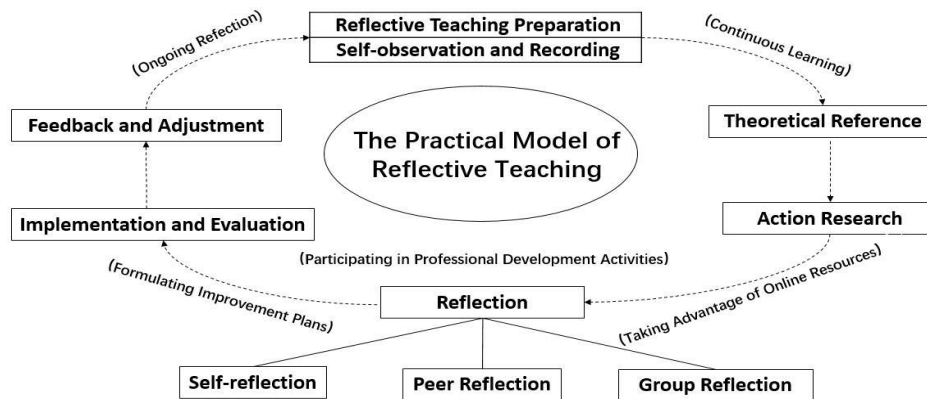 Reflective Teaching Preparation
Self-observation and Recording
(Ongoing Refection)
(Continuous Learning)
Feedback and Adjustment
Theoretical Reference
The Practical Model of
Reflective Teaching
Implementation and Evaluation
Action Research
(Participating in Professional Development Activities)
(Formulating Improvement Plans)
(Taking Advantage of Online Resources)
Reflection
Self-reflection
Peer Reflection
Group Reflection